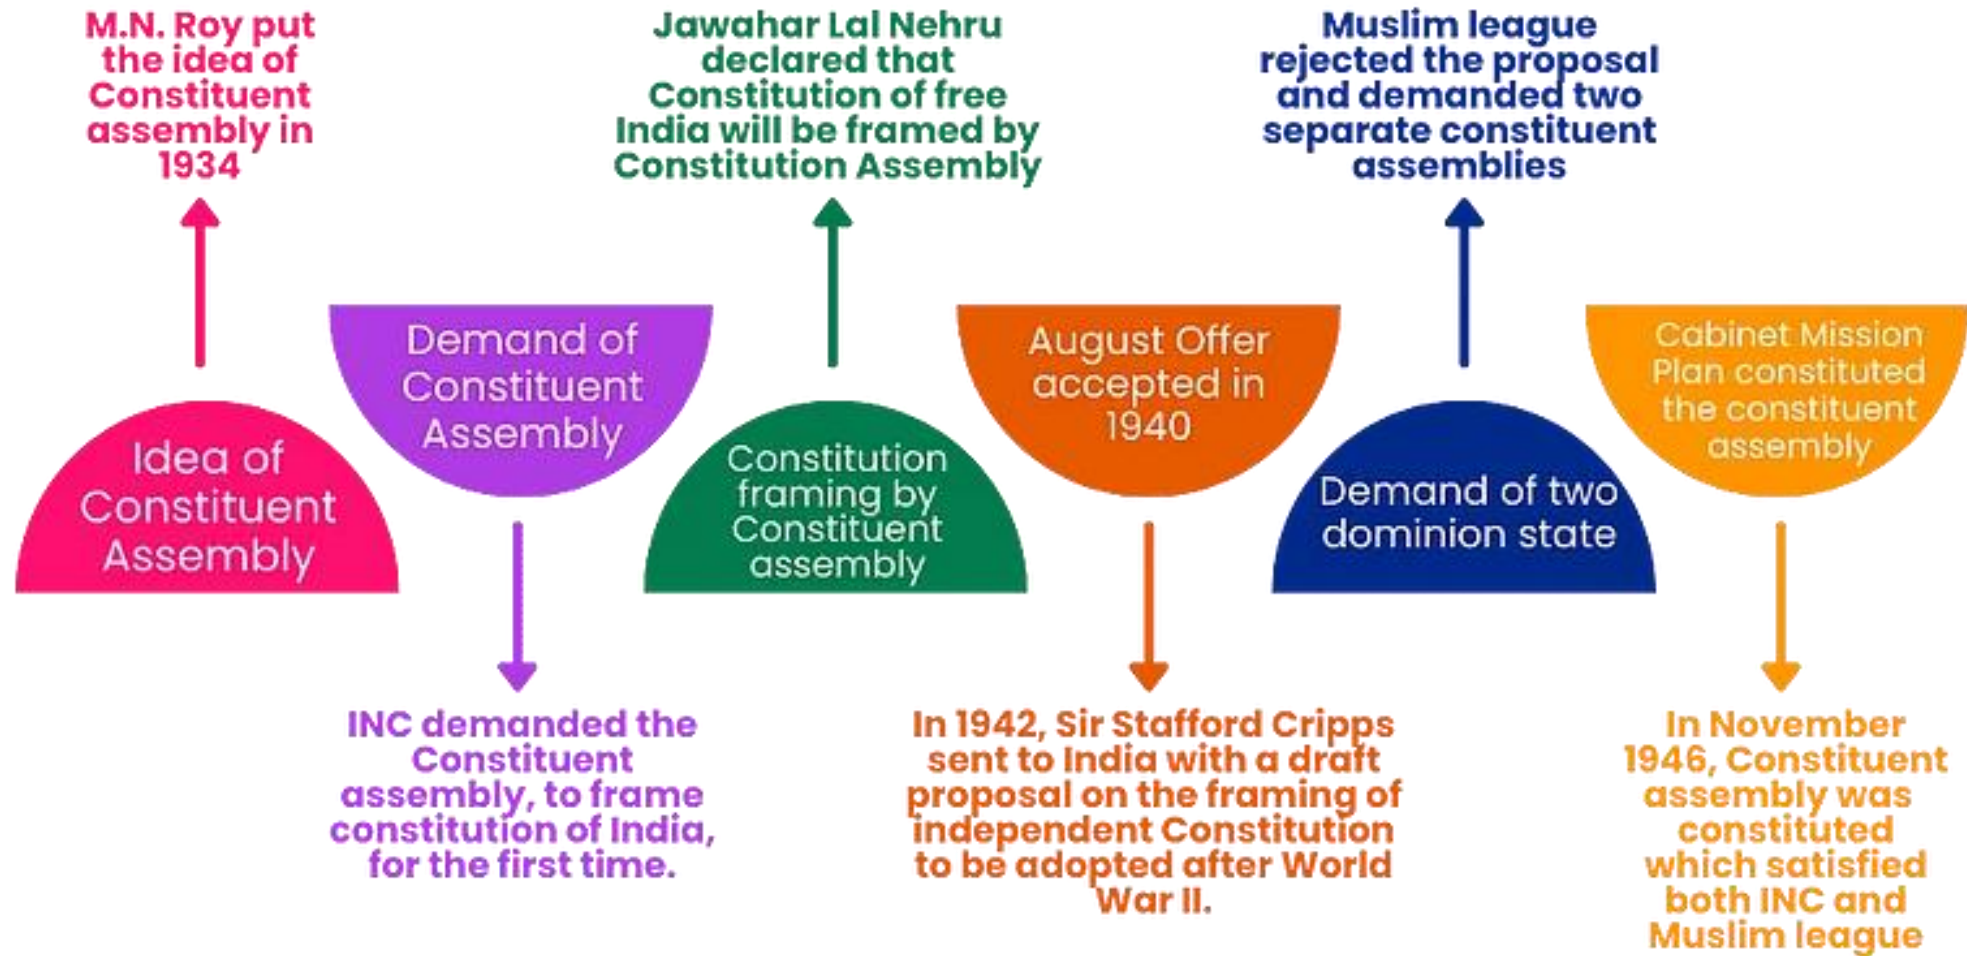 M.N. Roy put
the idea of
Constituent
assembly in
1934
Idea of
Constituent
Assembly
Demand of
Constituent
Assembly
INC demanded the
Constituent
assembly, to frame
constitution of India,
for the first time.
Jawahar Lal Nehru
declared that
Constitution of free
India will be framed by
Constitution Assembly
Constitution
framing by
Constituent
assembly
August Offer
accepted in
1940
In 1942, Sir Stafford Cripps
sent to India with a draft
proposal on the framing of
independent Constitution
to be adopted after World
War II.
Muslim league
rejected the proposal
and demanded two
separate constituent
assemblies
Demand of two
dominion state
Cabinet Mission
Plan constituted
the constituent
assembly
In November
1946, Constituent
assembly was
constituted
which satisfied
both INC and
Muslim league